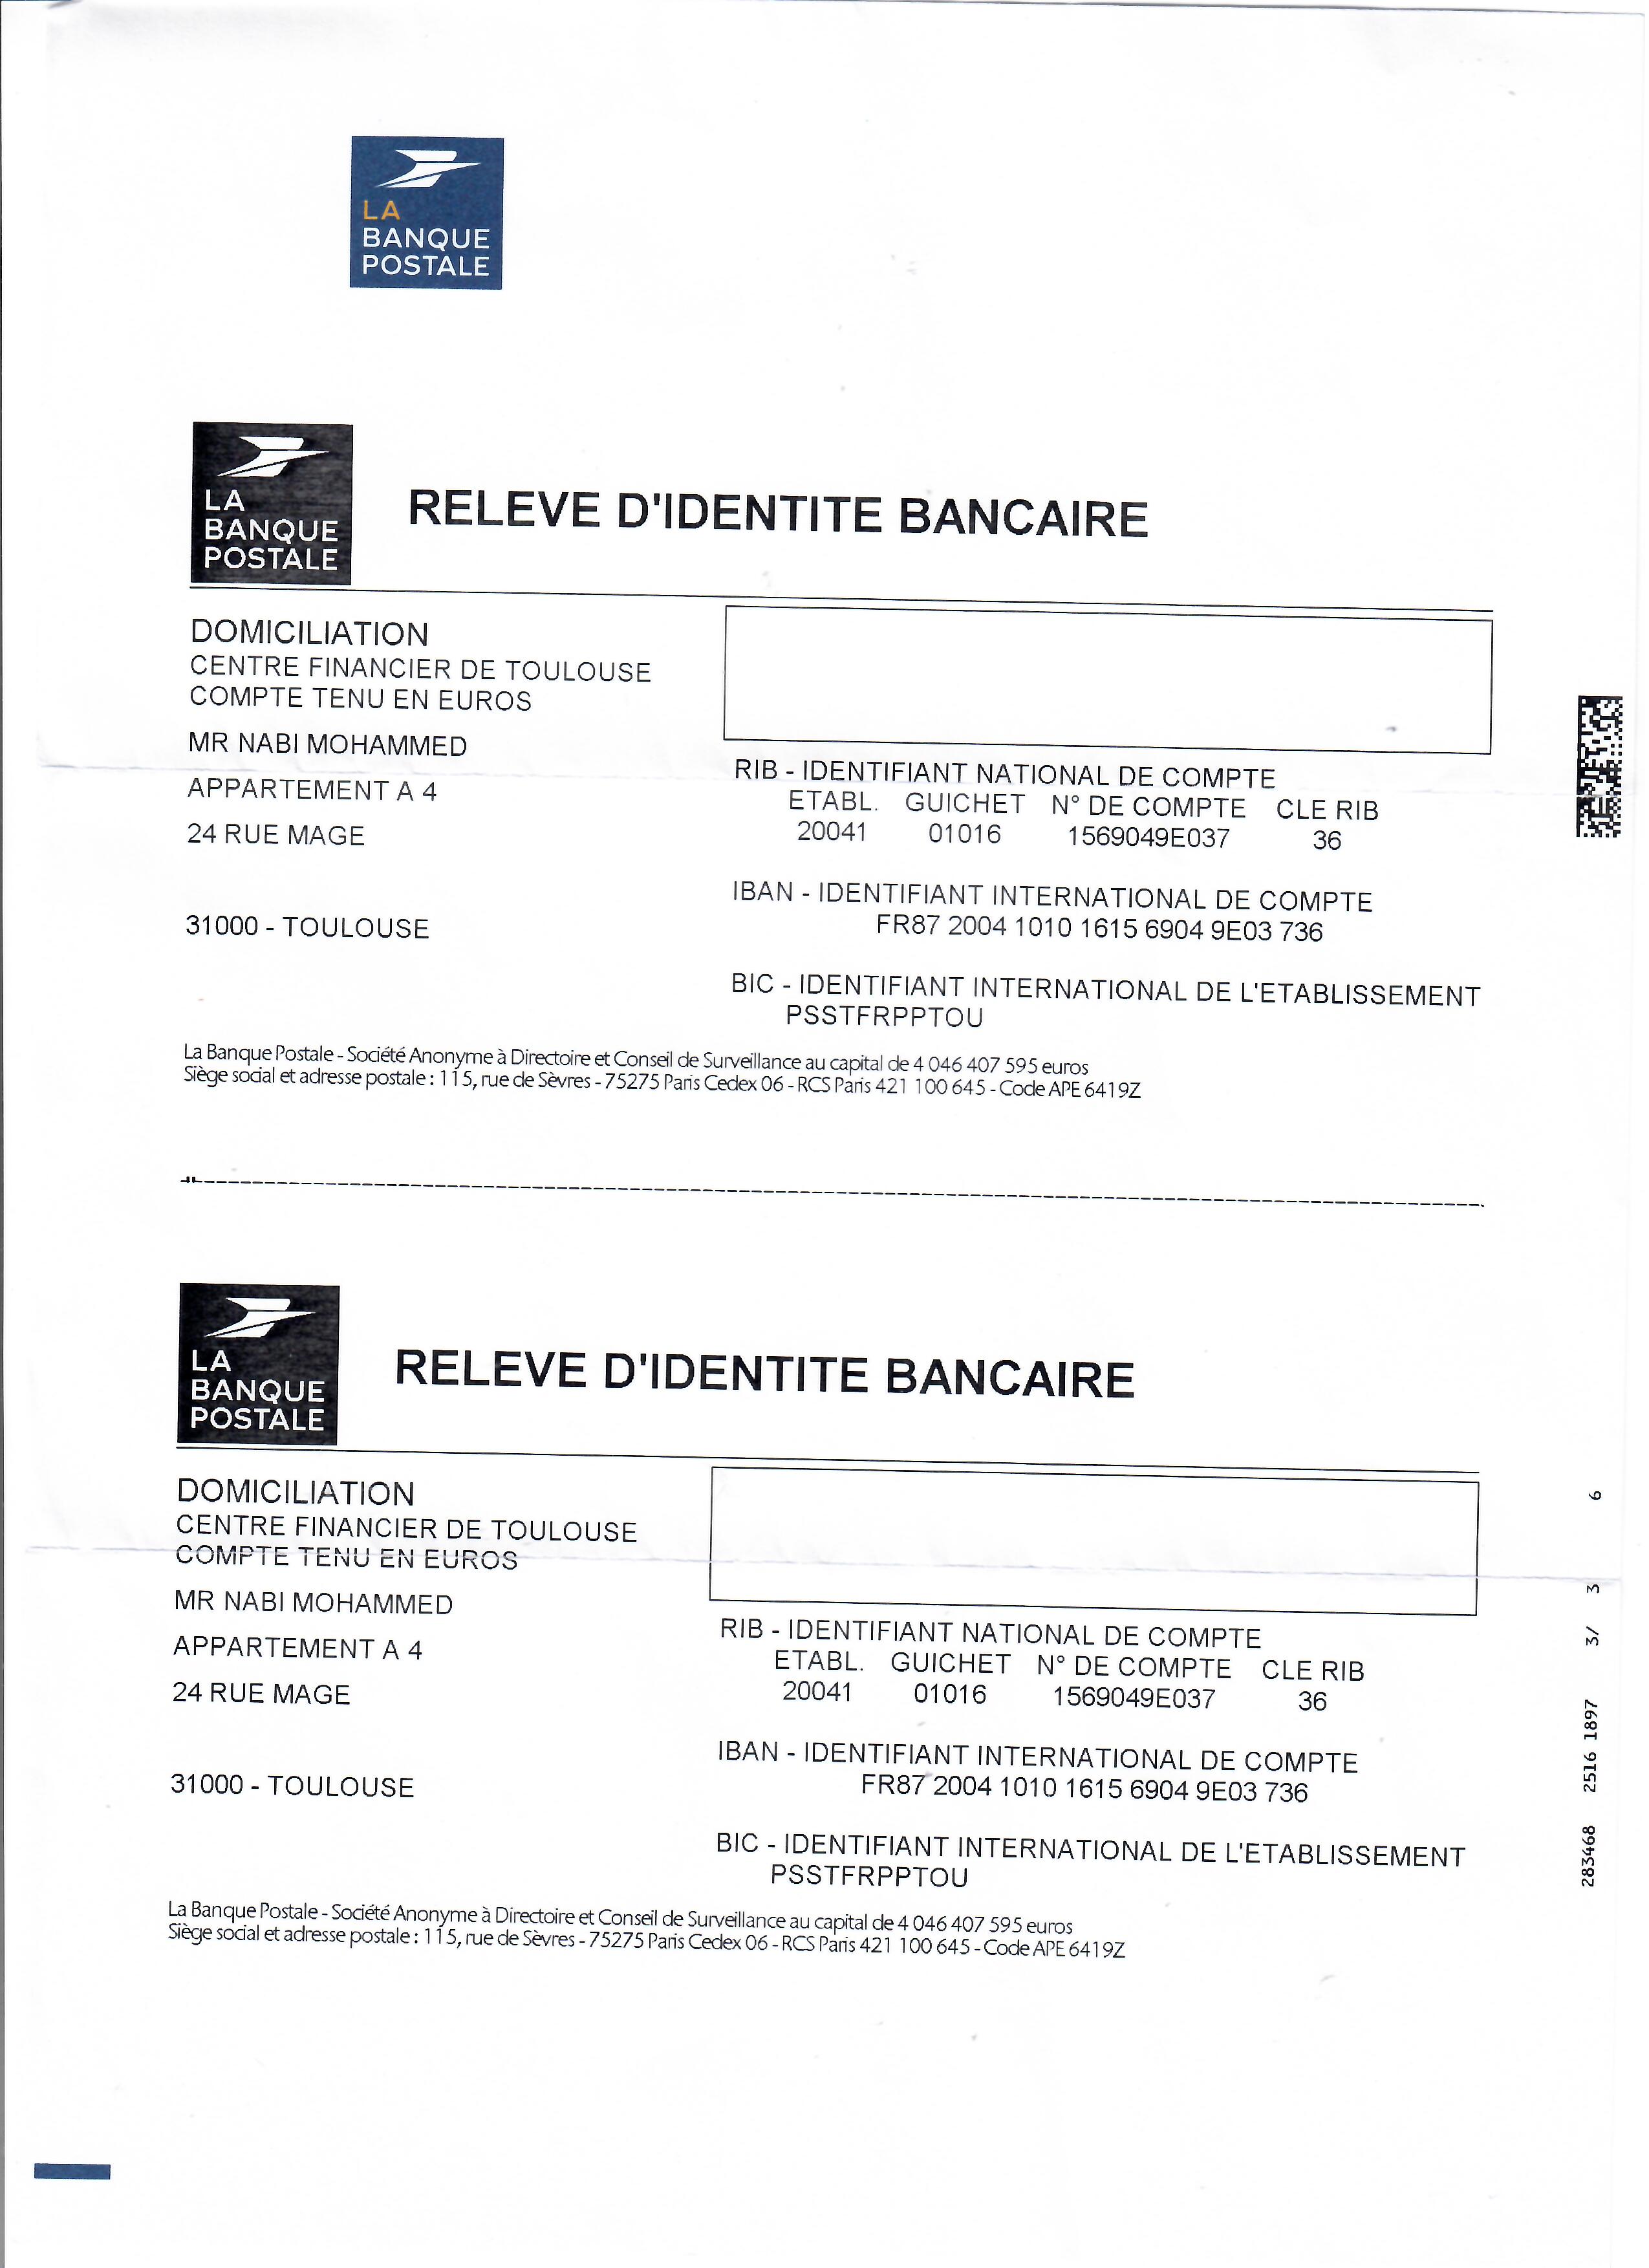 LA
BANQUE
POSTALE
LA
BANQUE
POSTALE
RELEVE D'IDENTITE BANCAIRE
DOMICILIATION
CENTRE FINANCIER DE TOULOUSE
COMPTE TENU EN EUROS
MR NABI MOHAMMED
APPARTEMENT A 4
24 RUE MAGE
31000 - TOULOUSE
RIB - IDENTIFIANT NATIONAL DE COMPTE
ETABL. GUICHET N° DE COMPTE CLE RIB
20041 01016 1569049E037 36
IBAN - IDENTIFIANT INTERNATIONAL DE COMPTE
FR87 2004 1010 1615 6904 9E03 736
BIC - IDENTIFIANT INTERNATIONAL DE L'ETABLISSEMENT
PSSTFRPPTOU
La Banque Postale - Société Anonyme à Directoire et Conseil de Surveillance au capital de 4 046 407 595 euros
Siège social et adresse postale : 115, rue de Sèvres - 75275 Paris Cedex 06 - RCS Paris 421 100 645 - Code APE 6419Z
LA
BANQUE
POSTALE
RELEVE D'IDENTITE BANCAIRE
DOMICILIATION
CENTRE FINANCIER DE TOULOUSE
COMPTE TENU EN EUROS
MR NABI MOHAMMED
APPARTEMENT A 4
24 RUE MAGE
31000 - TOULOUSE
RIB - IDENTIFIANT NATIONAL DE COMPTE
ETABL. GUICHET N° DE COMPTE CLE RIB
20041 01016 1569049E037 36
IBAN - IDENTIFIANT INTERNATIONAL DE COMPTE
FR87 2004 1010 1615 6904 9E03 736
BIC - IDENTIFIANT INTERNATIONAL DE L'ETABLISSEMENT
PSSTFRPPTOU
La Banque Postale - Société Anonyme à Directoire et Conseil de Surveillance au capital de 4 046 407 595 euros
Siège social et adresse postale : 115, rue de Sèvres - 75275 Paris Cedex 06 - RCS Paris 421 100 645 - Code APE 6419Z
283468 2516 1897 3/ 3 6